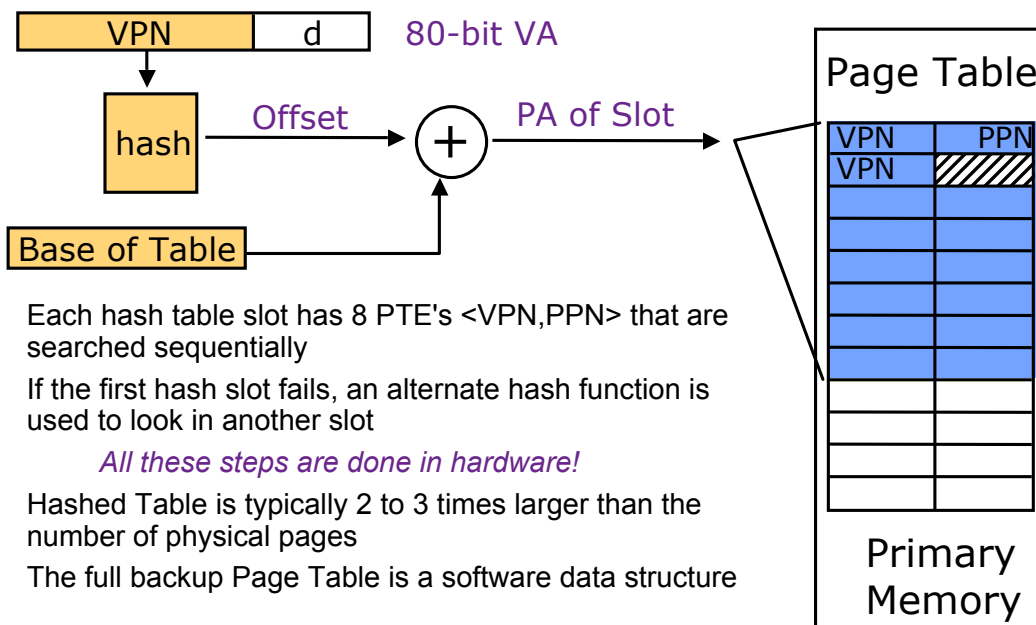 VPN d 80-bit VA
Page Table
hash Offset + PA of Slot
VPN PPN
VPN
Base of Table
Each hash table slot has 8 PTE's <VPN,PPN> that are
searched sequentially
If the first hash slot fails, an alternate hash function is
used to look in another slot
All these steps are done in hardware!
Hashed Table is typically 2 to 3 times larger than the
number of physical pages
The full backup Page Table is a software data structure
Primary
Memory